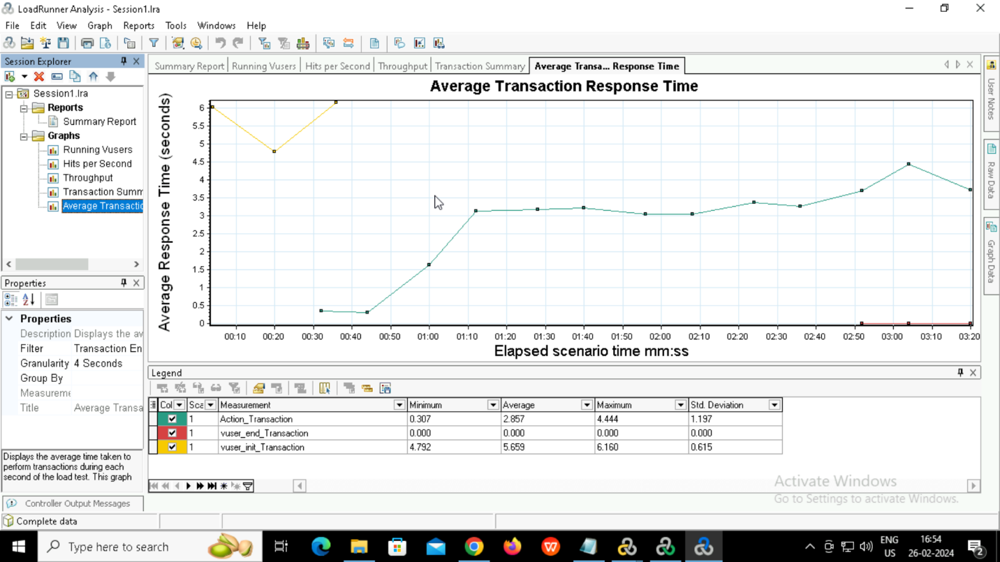 LoadRunner Analysis - Session1.lra
File Edit View Graph Reports Tools Windows Help
Session Explorer
Session1.lra
Reports
Summary Report
Graphs
Running Vusers
Hits per Second
Throughput
Transaction Summ
Average Transactio
Properties
Properties
Description Displays the av
Filter Transaction En
Granularity 4 Seconds
Group By
Measureme
Title Average Transa
Displays the average time taken to
perform transactions during each
second of the load test. This graph
Controller Output Messages
Complete data
Summary Report Running Vusers Hits per Second Throughput Transaction Summary Average Transa... Response Time
Average Transaction Response Time
Average Response Time (seconds)
6
5.5
5
4.5
4
3.5
3
2.5
2
1.5
1
0.5
0
00:10 00:20 00:30 00:40 00:50 01:00 01:10 01:20 01:30 01:40 01:50 02:00 02:10 02:20 02:30 02:40 02:50 03:00 03:10 03:20
Elapsed scenario time mm:ss
Legend
Col Sca Measurement Minimum Average Maximum Std. Deviation
1 Action_Transaction 0.307 2.857 4.444 1.197
1 vuser_end_Transaction 0.000 0.000 0.000 0.000
1 vuser_init_Transaction 4.792 5.659 6.160 0.615
User Notes
Raw Data
Graph Data
Activate Windows
Go to Settings to activate Windows.
Type here to search
ENG
US
16:54
26-02-2024
2